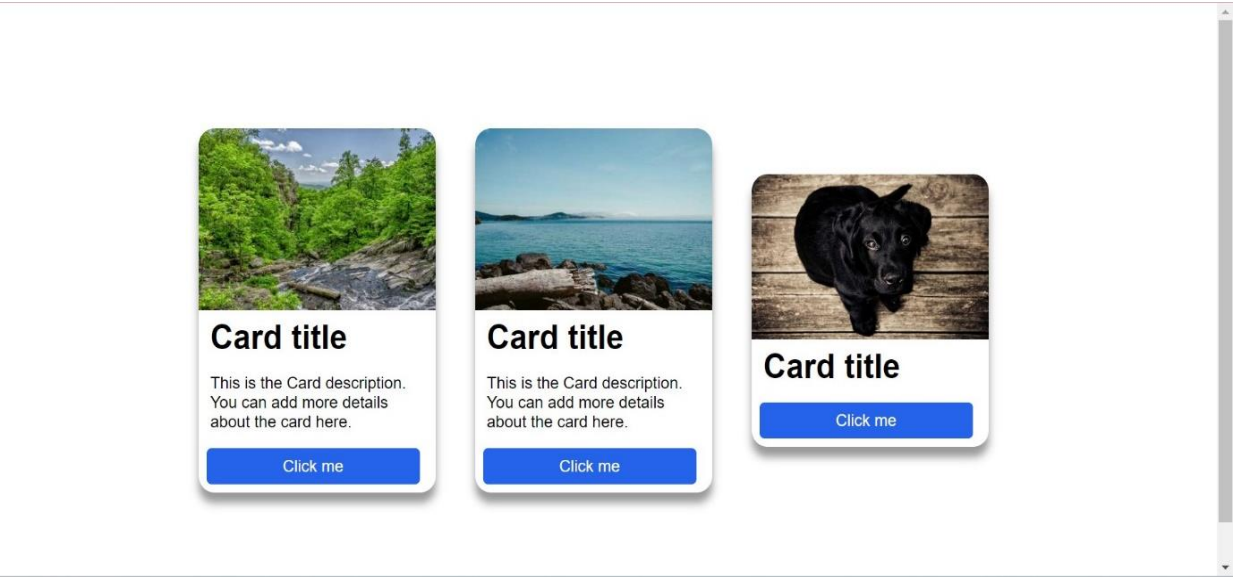 Card title
This is the Card description.
You can add more details
about the card here.
Click me
Card title
This is the Card description.
You can add more details
about the card here.
Click me
Card title
Click me